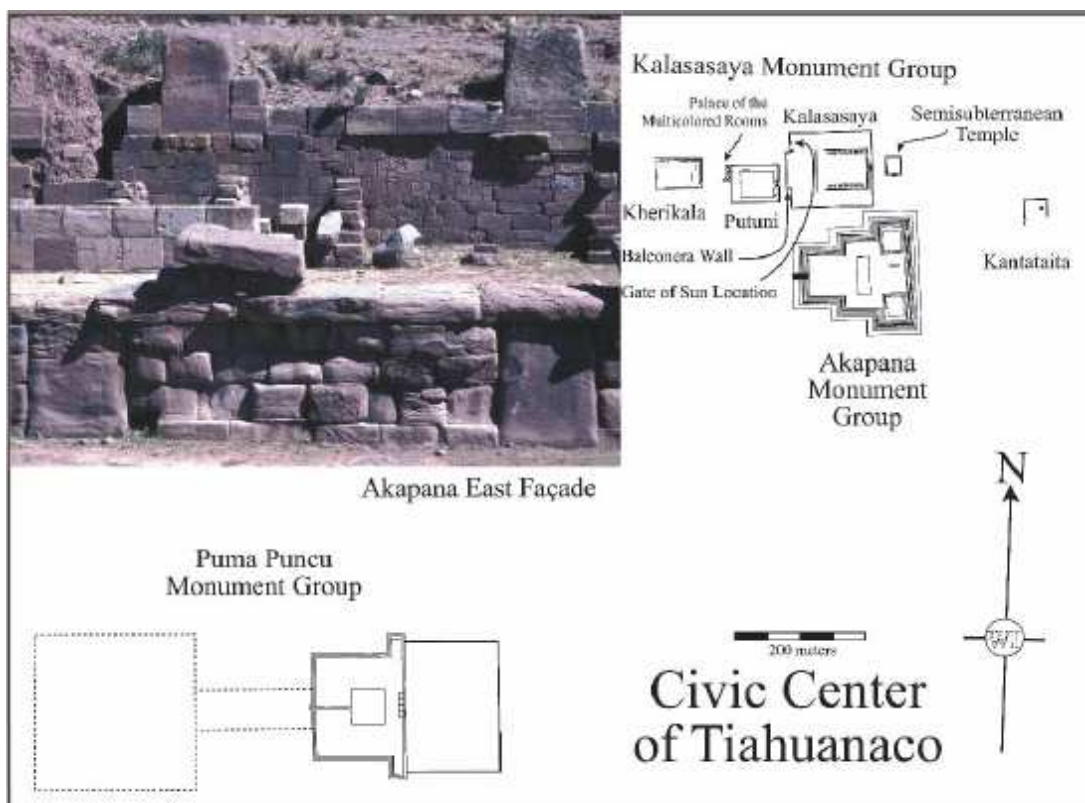 Kalasasaya Monument Group
Palace of the
Multicolored Rooms
Kalasasaya
Semisubterranean
Temple
Kherikala
Putuni
Kantataita
Balconera Wall
Gate of Sun Location
Akapana
Monument
Group
Akapana East Façade
N
Puma Puncu
Monument Group
200 meters
Civic Center
of Tiahuanaco